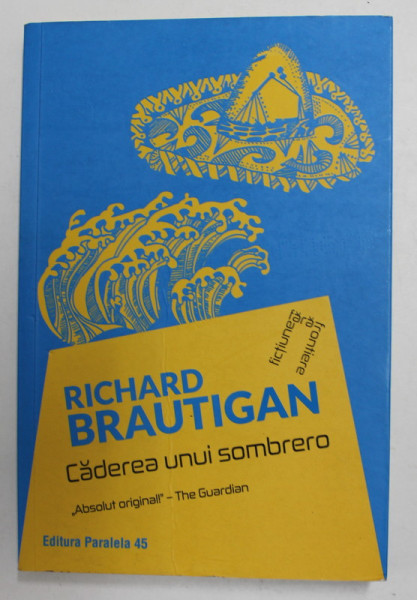 ficțiune
fără
frontiere
RICHARD
BRAUTIGAN
Căderea unui sombrero
„Absolut original!” – The Guardian
Editura Paralela 45